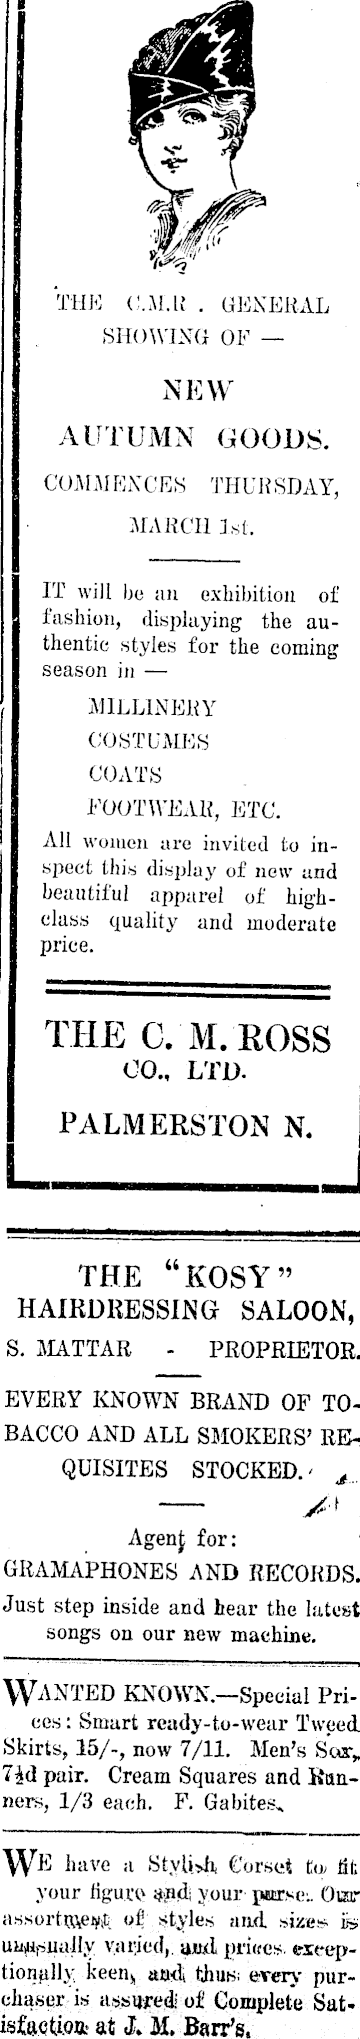 THE C.M.R. GENERAL
SHOWING OF —
NEW
AUTUMN GOODS.
COMMENCES THURSDAY,
MARCH 1st.
IT will be an exhibition of
fashion, displaying the au-
thentic styles for the coming
season in —
MILLINERY
COSTUMES
COATS
FOOTWEAR, ETC.
All women are invited to in-
spect this display of new and
beautiful apparel of high-
class quality and moderate
price.
THE C. M. ROSS
CO., LTD.
PALMERSTON N.
THE "KOSY"
HAIRDRESSING SALOON,
S. MATTAR - PROPRIETOR.
EVERY KNOWN BRAND OF TO-
BACCO AND ALL SMOKERS' RE-
QUISITES STOCKED.
Agent for:
GRAMAPHONES AND RECORDS.
Just step inside and hear the latest
songs on our new machine.
WANTED KNOWN.—Special Pri-
ces: Smart ready-to-wear Tweed
Skirts, 15/-, now 7/11. Men's Sox,
7½d pair. Cream Squares and Run-
ners, 1/3 each. F. Gabites.
WE have a Stylish Corset to fit
your figure and your purse. Our
assortment of styles and sizes is
unusually varied, and prices excep-
tionally keen, and thus every pur-
chaser is assured of Complete Sat-
isfaction at J. M. Barr's.